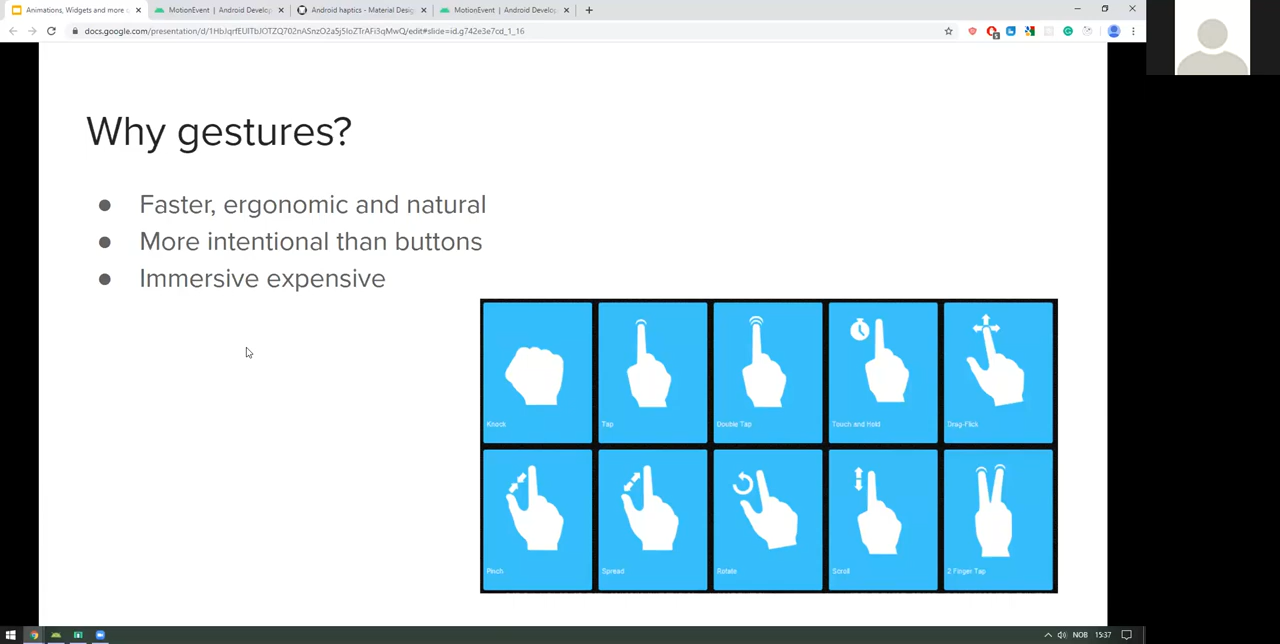 Animations, Widgets and more u
MotionEvent | Android Develop
Android haptics - Material Desig
MotionEvent | Android Develop
docs.google.com/presentation/d/1HbJqrfEUlTbJOTZQ702nASnzO2a5j5IoZTrAFi3qMwQ/edit#slide=id.g742e3e7cd_1_16
Why gestures?
● Faster, ergonomic and natural
● More intentional than buttons
● Immersive expensive
Knock
Tap
Double Tap
Touch and Hold
Drag-Flick
Pinch
Spread
Rotate
Scroll
2 Finger Tap
NOB 15:37